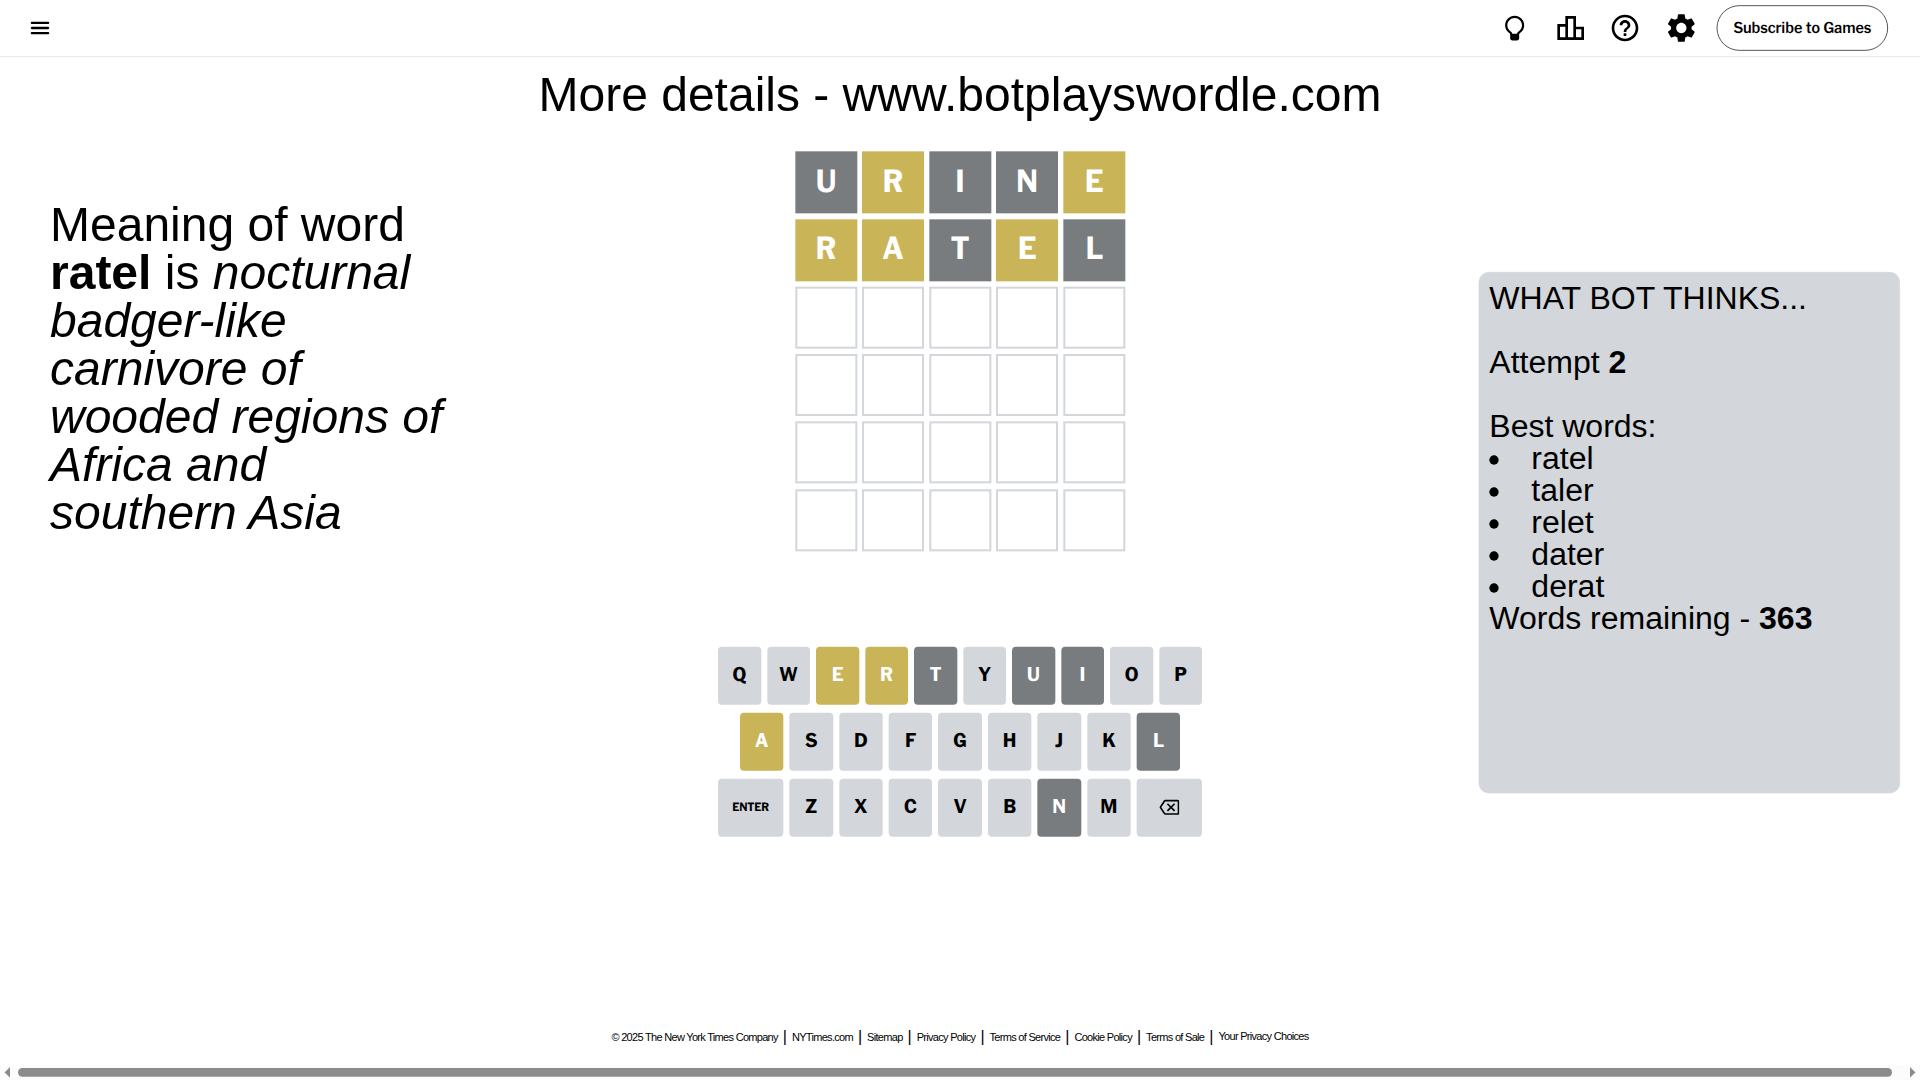 Subscribe to Games
More details - www.botplayswordle.com
Meaning of word
ratel is nocturnal
badger-like
carnivore of
wooded regions of
Africa and
southern Asia
U R I N E
R A T E L
WHAT BOT THINKS...
Attempt 2
Best words:
• ratel
• taler
• relet
• dater
• derat
Words remaining - 363
Q W E R T Y U I O P
A S D F G H J K L
ENTER Z X C V B N M
© 2025 The New York Times Company | NYTimes.com | Sitemap | Privacy Policy | Terms of Service | Cookie Policy | Terms of Sale | Your Privacy Choices